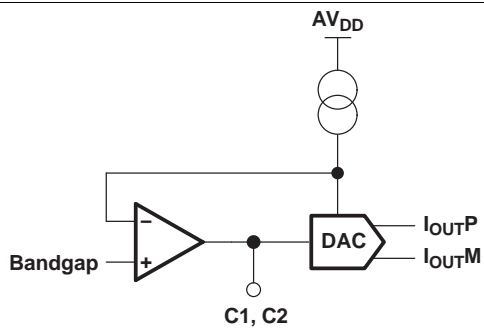 AVDD
−
Bandgap
+
DAC
IOUTP
IOUTM
C1, C2